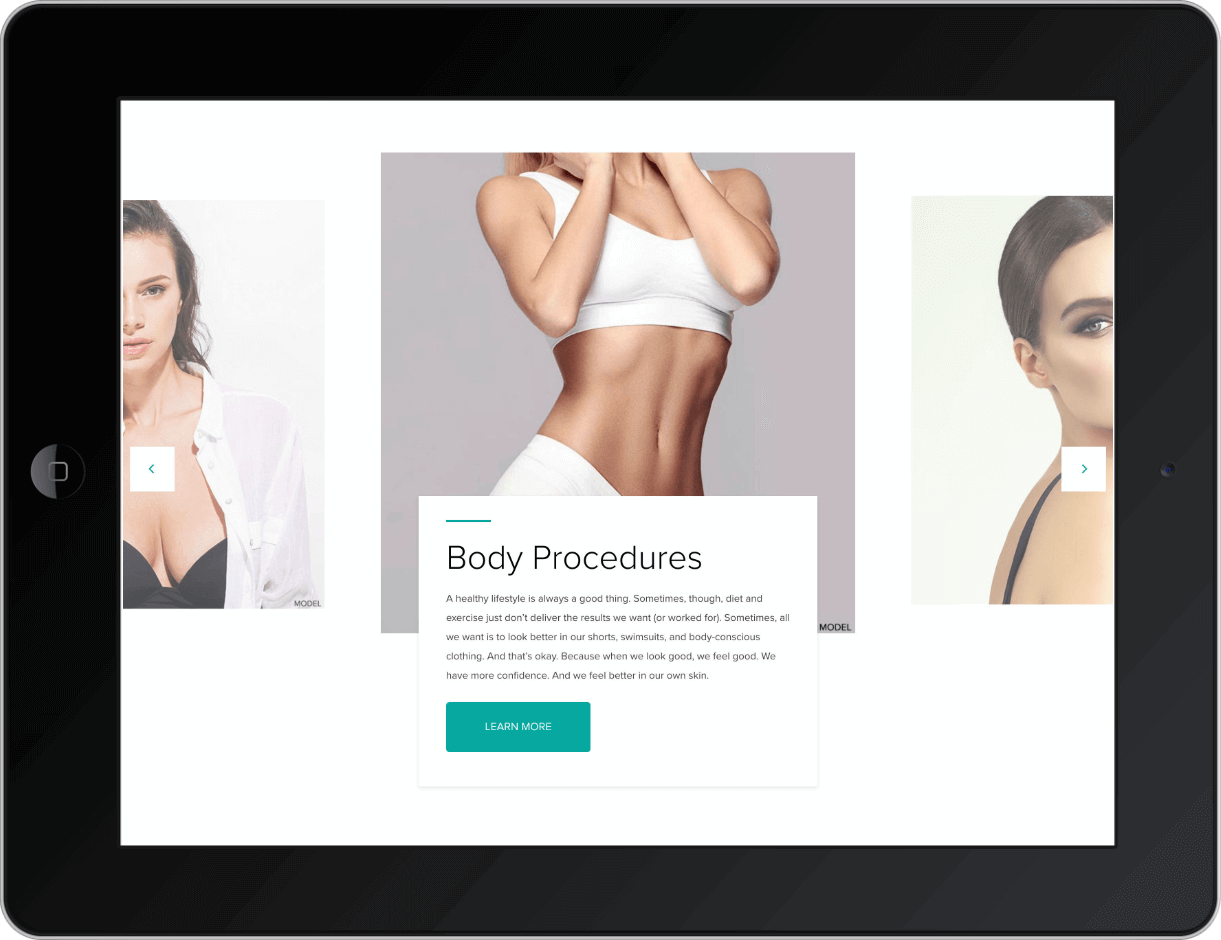 MODEL
MODEL
Body Procedures
A healthy lifestyle is always a good thing. Sometimes, though, diet and
exercise just don't deliver the results we want (or worked for). Sometimes, all
we want is to look better in our shorts, swimsuits, and body-conscious
clothing. And that's okay. Because when we look good, we feel good. We
have more confidence. And we feel better in our own skin.
LEARN MORE